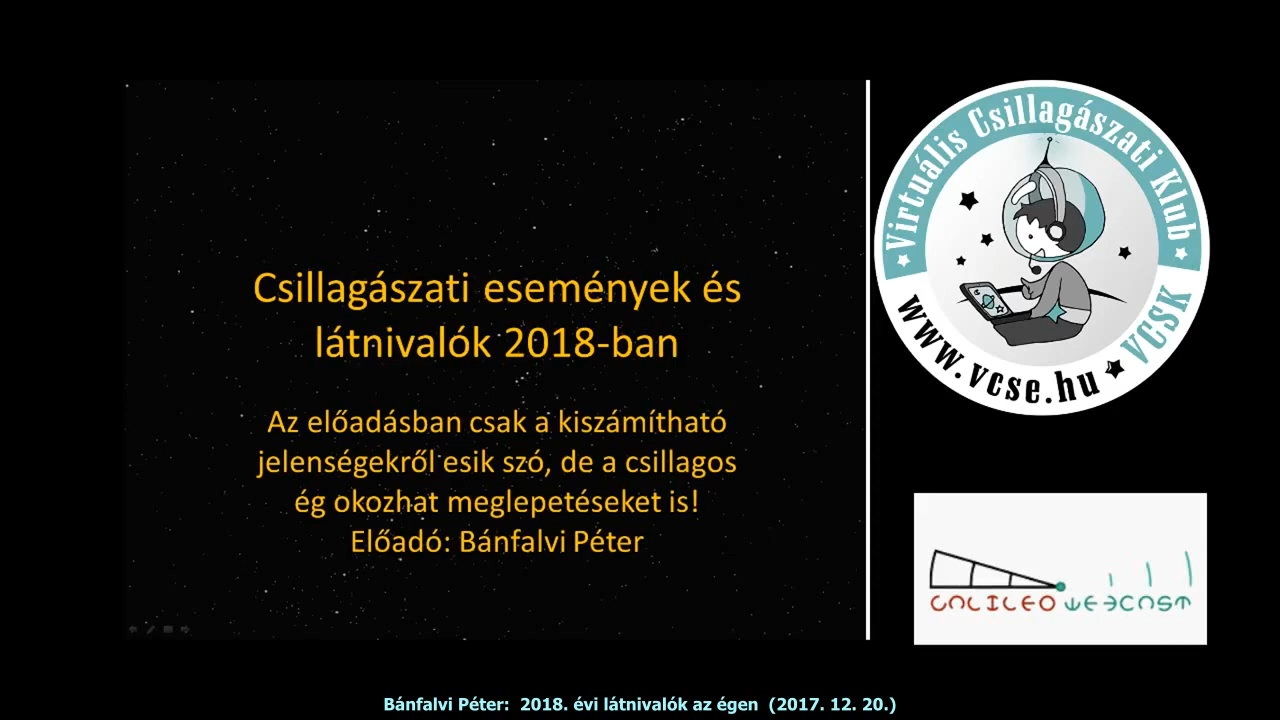 Csillagászati események és
látnivalók 2018-ban
Az előadásban csak a kiszámítható
jelenségekről esik szó, de a csillagos
ég okozhat meglepetéseket is!
Előadó: Bánfalvi Péter
Virtuális Csillagászati Klub
www.vcse.hu
VCSK
GALILEO WEBCAST
Bánfalvi Péter: 2018. évi látnivalók az égen (2017. 12. 20.)